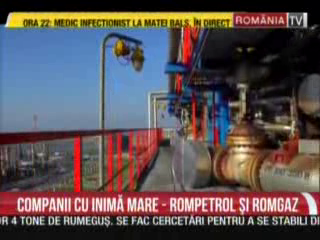 ORA 22: MEDIC INFECTIONIST LA MATEI BALȘ, ÎN DIRECT
ROMÂNIA TV
COMPANII CU INIMĂ MARE - ROMPETROL ȘI ROMGAZ
OR 4 TONE DE RUMEGUȘ. SE FAC CERCETĂRI PENTRU A SE STABILI DI